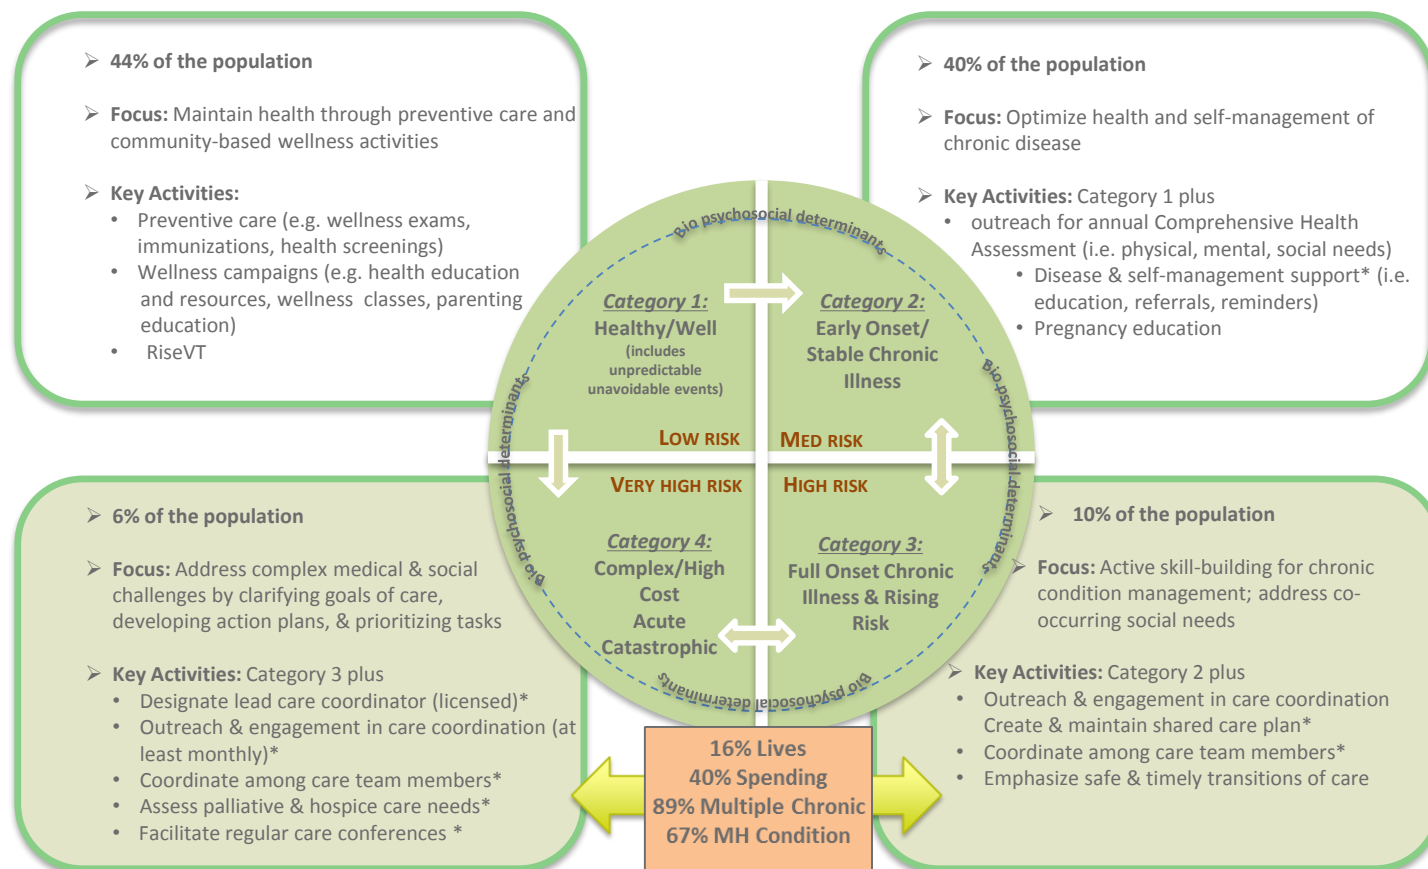 ➢ 44% of the population
➢ Focus: Maintain health through preventive care and
community-based wellness activities
➢ Key Activities:
• Preventive care (e.g. wellness exams,
immunizations, health screenings)
• Wellness campaigns (e.g. health education
and resources, wellness classes, parenting
education)
• RiseVT
➢ 40% of the population
➢ Focus: Optimize health and self-management of
chronic disease
➢ Key Activities: Category 1 plus
• outreach for annual Comprehensive Health
Assessment (i.e. physical, mental, social needs)
• Disease & self-management support* (i.e.
education, referrals, reminders)
• Pregnancy education
Bio psychosocial determinants
Bio psychosocial determinants
Bio psychosocial determinants
Bio psychosocial determinants
Category 1:
Healthy/Well
(includes
unpredictable
unavoidable events)
LOW RISK
Category 2:
Early Onset/
Stable Chronic
Illness
MED RISK
VERY HIGH RISK
Category 4:
Complex/High
Cost
Acute
Catastrophic
HIGH RISK
Category 3:
Full Onset Chronic
Illness & Rising
Risk
➢ 6% of the population
➢ Focus: Address complex medical & social
challenges by clarifying goals of care,
developing action plans, & prioritizing tasks
➢ Key Activities: Category 3 plus
• Designate lead care coordinator (licensed)*
• Outreach & engagement in care coordination (at
least monthly)*
• Coordinate among care team members*
• Assess palliative & hospice care needs*
• Facilitate regular care conferences *
➢ 10% of the population
➢ Focus: Active skill-building for chronic
condition management; address co-
occurring social needs
➢ Key Activities: Category 2 plus
• Outreach & engagement in care coordination
Create & maintain shared care plan*
• Coordinate among care team members*
• Emphasize safe & timely transitions of care
16% Lives
40% Spending
89% Multiple Chronic
67% MH Condition